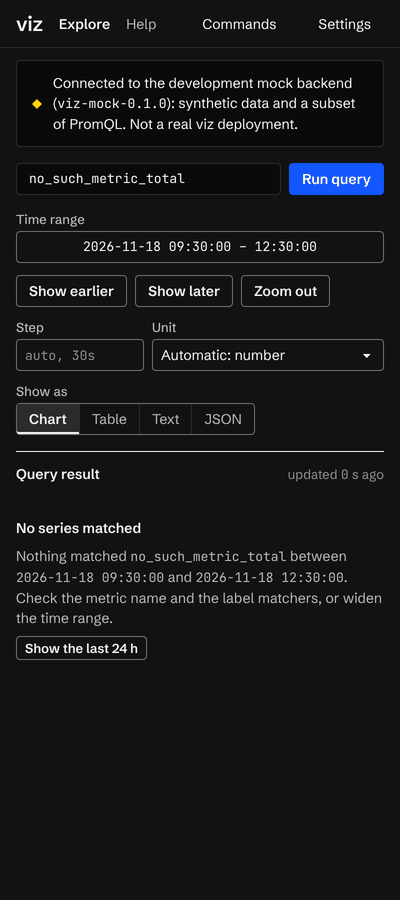 viz Explore Help Commands Settings
Connected to the development mock backend
(viz-mock-0.1.0): synthetic data and a subset
of PromQL. Not a real viz deployment.
no_such_metric_total Run query
Time range
2026-11-18 09:30:00 – 12:30:00
Show earlier Show later Zoom out
Step Unit
auto, 30s Automatic: number
Show as
Chart Table Text JSON
Query result updated 0 s ago
No series matched
Nothing matched no_such_metric_total between
2026-11-18 09:30:00 and 2026-11-18 12:30:00.
Check the metric name and the label matchers, or widen
the time range.
Show the last 24 h